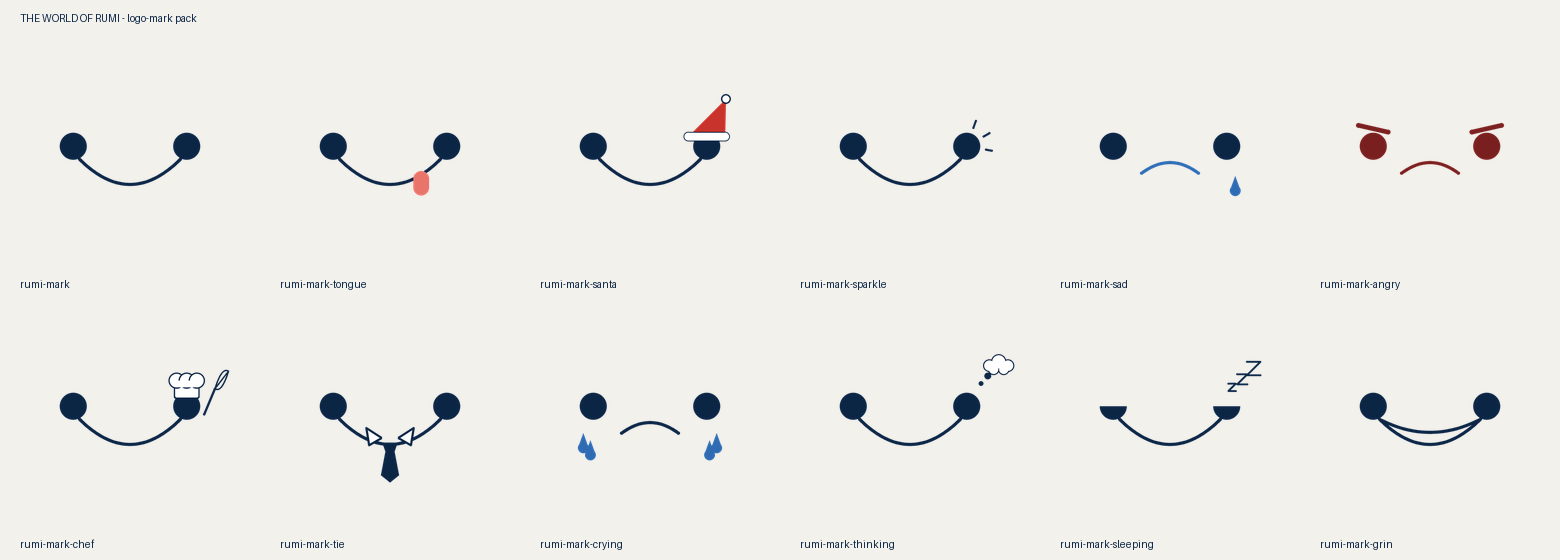 THE WORLD OF RUMI - logo-mark pack
rumi-mark
rumi-mark-tongue
rumi-mark-santa
rumi-mark-sparkle
rumi-mark-sad
rumi-mark-angry
rumi-mark-chef
rumi-mark-tie
rumi-mark-crying
rumi-mark-thinking
rumi-mark-sleeping
rumi-mark-grin